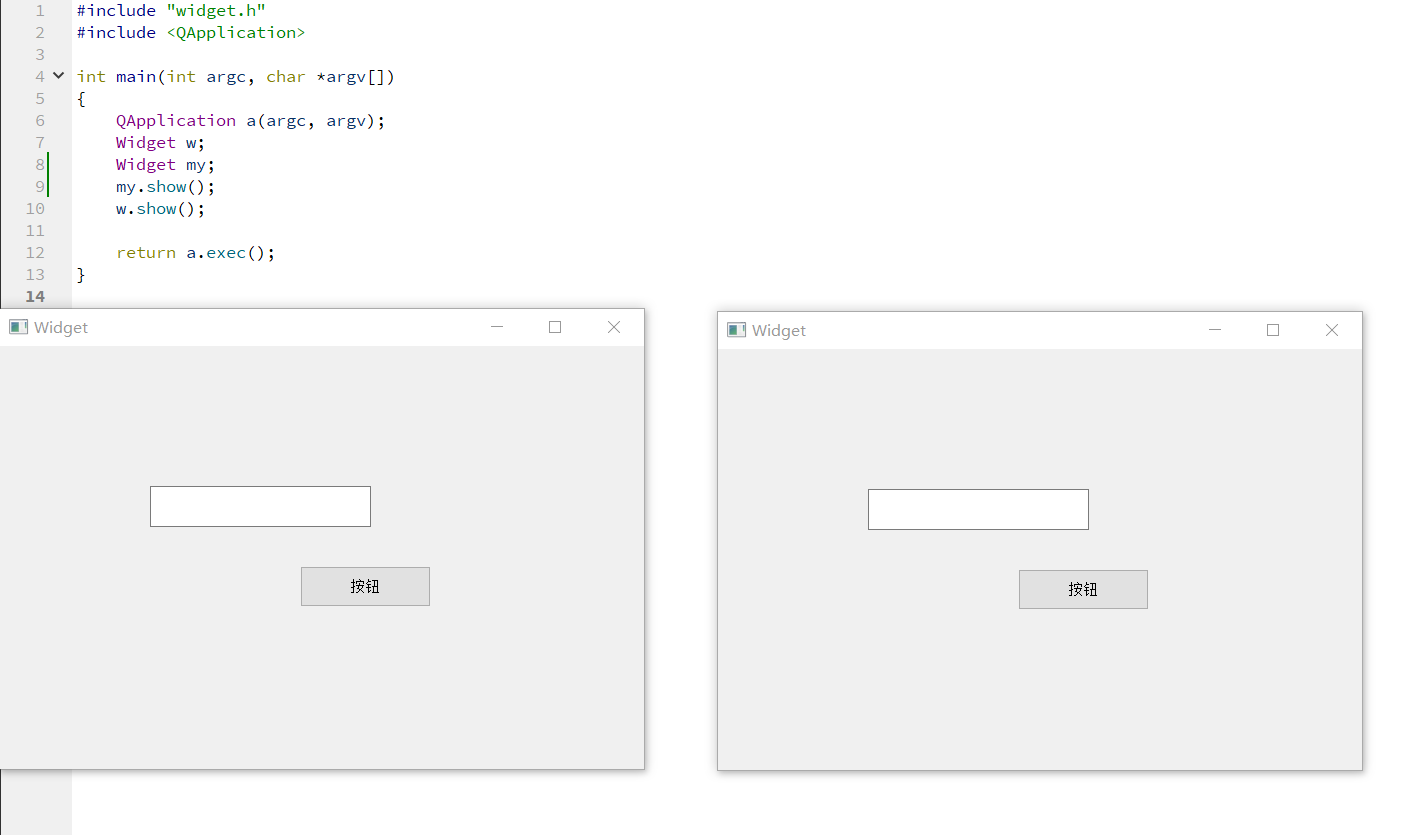 1 #include "widget.h"
2 #include <QApplication>
3
4 int main(int argc, char *argv[])
5 {
6     QApplication a(argc, argv);
7     Widget w;
8     Widget my;
9     my.show();
10     w.show();
11
12     return a.exec();
13 }
14
Widget
按钮
Widget
按钮